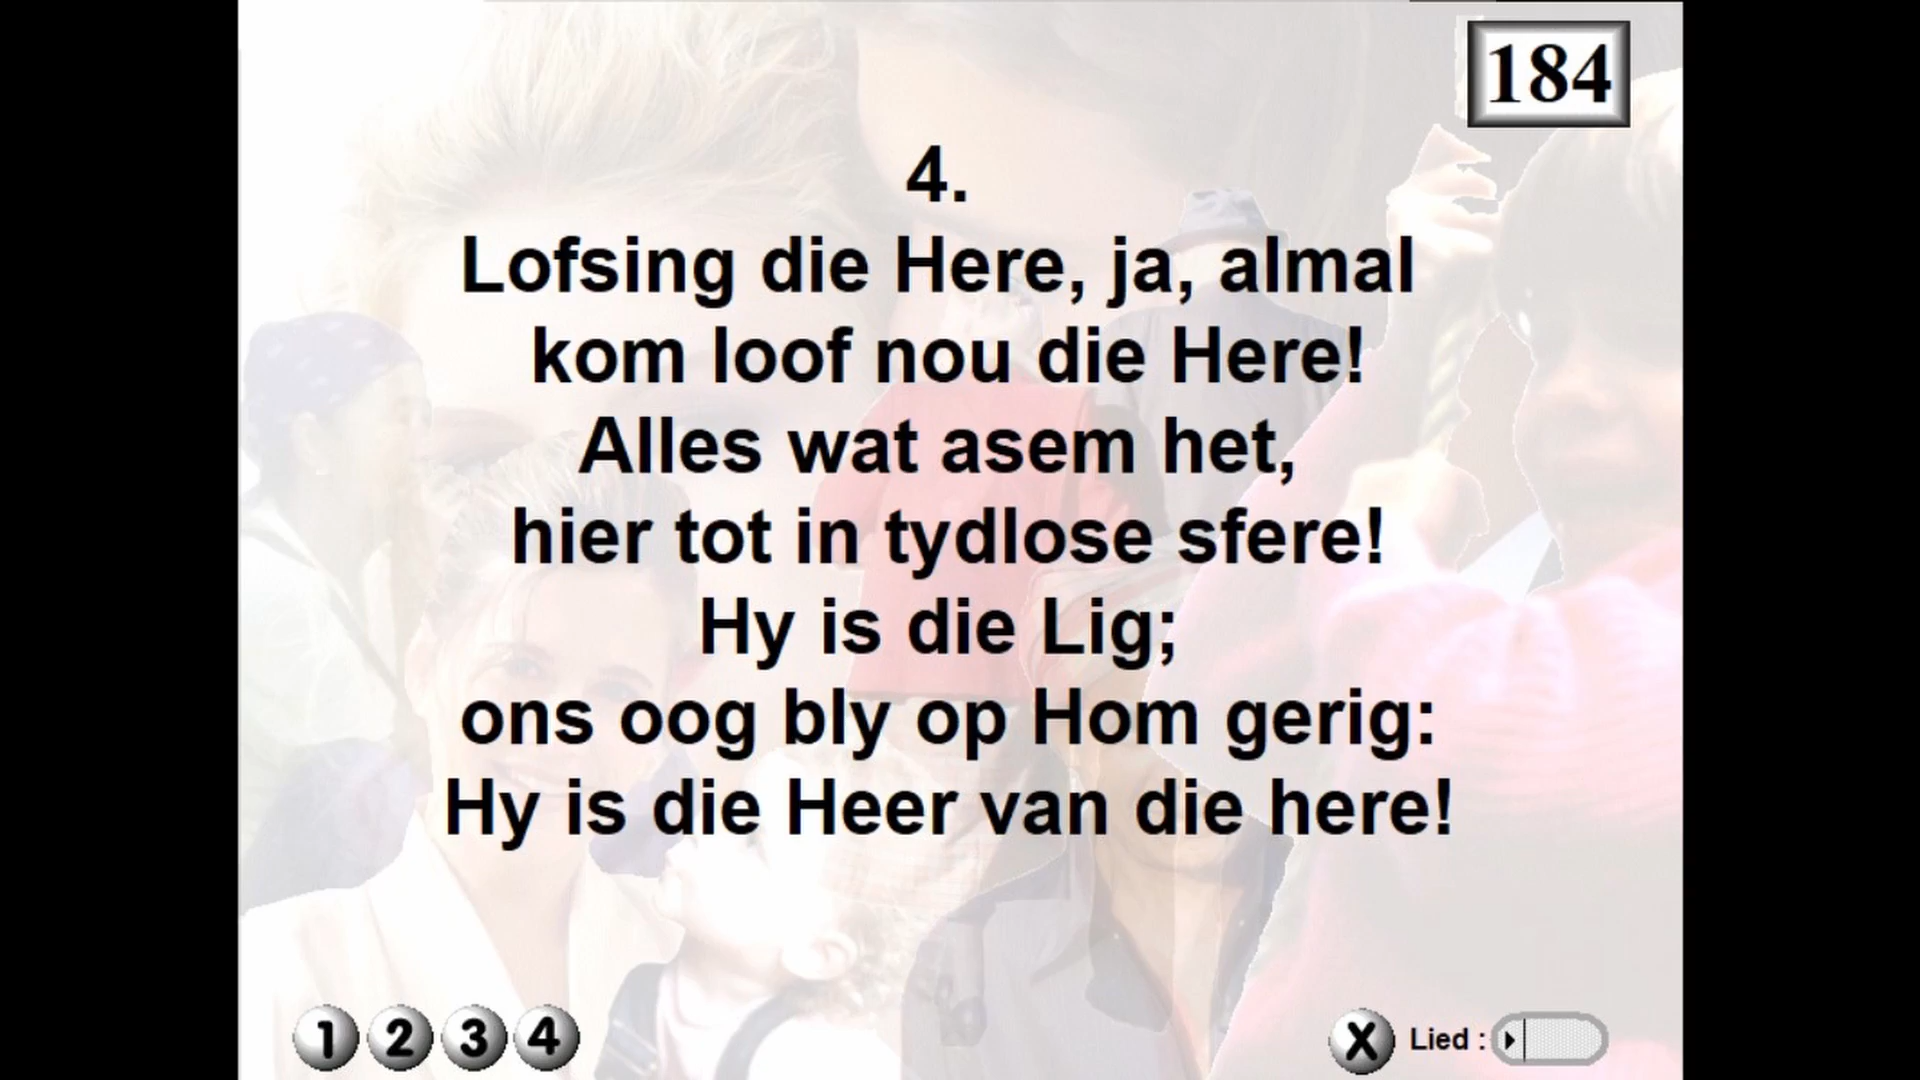 184
4.
Lofsing die Here, ja, almal
kom loof nou die Here!
Alles wat asem het,
hier tot in tydlose sfere!
Hy is die Lig;
ons oog bly op Hom gerig:
Hy is die Heer van die here!
1 2 3 4
X Lied :